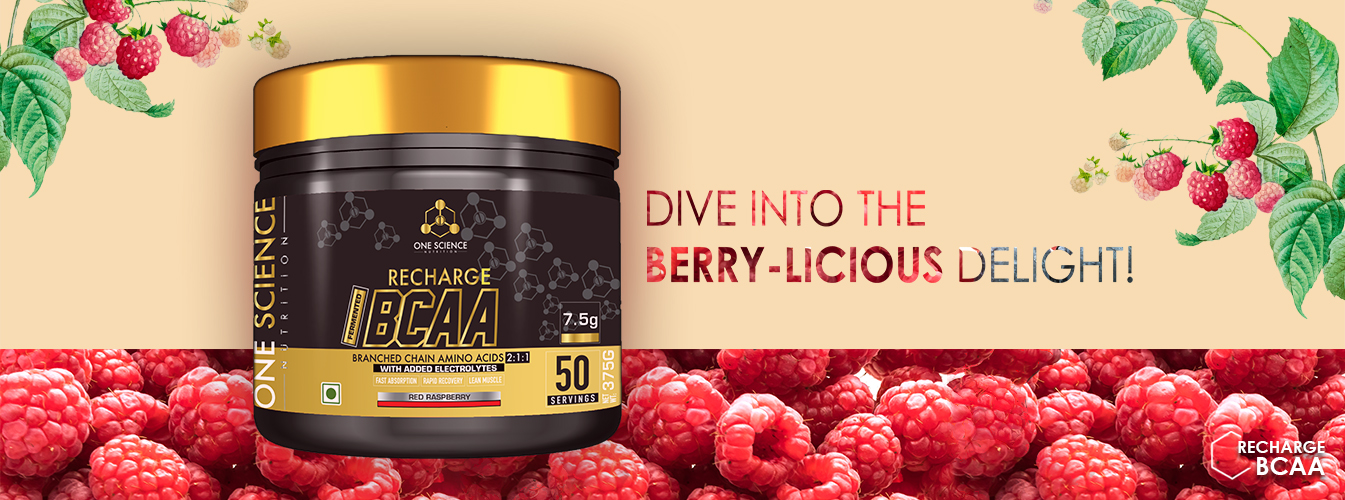 ONE SCIENCE
NUTRITION
ONE SCIENCE
NUTRITION
RECHARGE
FERMENTED
BCAA
7.5g
BRANCHED CHAIN AMINO ACIDS 2:1:1
WITH ADDED ELECTROLYTES
FAST ABSORPTION RAPID RECOVERY LEAN MUSCLE
RED RASPBERRY
50
SERVINGS
375G
DIVE INTO THE
BERRY-LICIOUS DELIGHT!
RECHARGE
BCAA